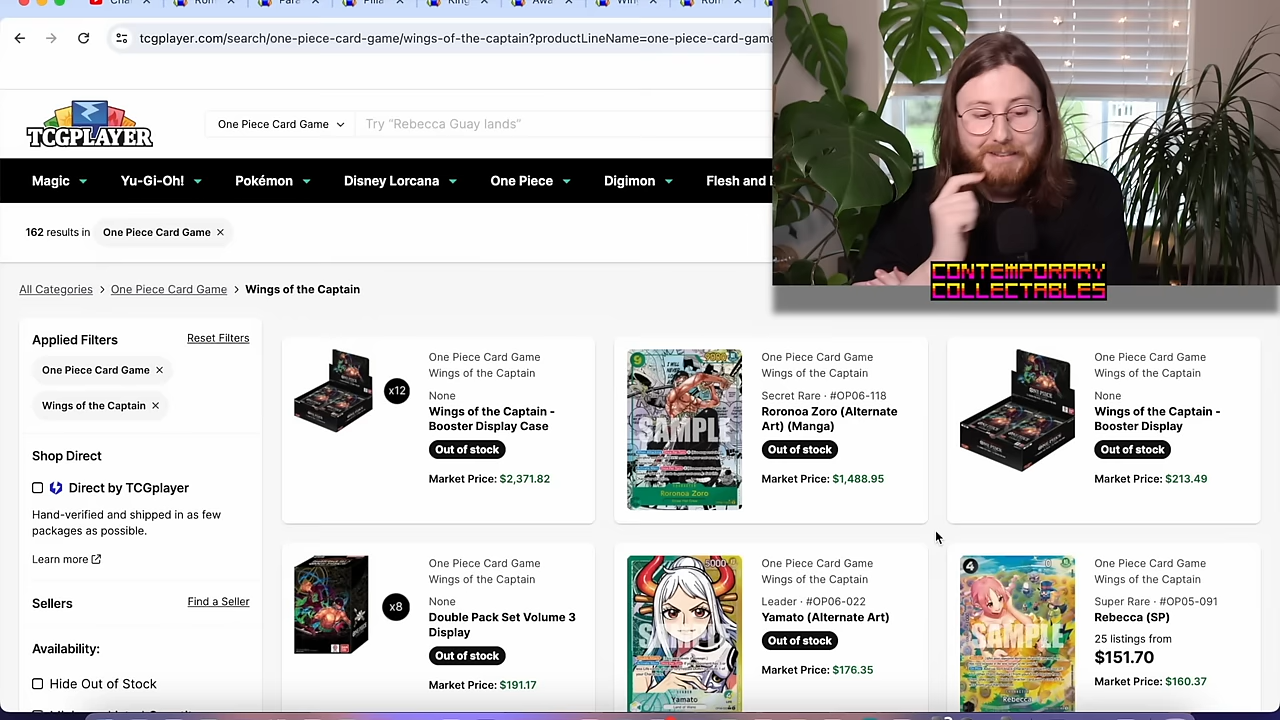 tcgplayer.com/search/one-piece-card-game/wings-of-the-captain?productLineName=one-piece-card-game
TCGPLAYER
One Piece Card Game
Try “Rebecca Guay lands”
Magic
Yu-Gi-Oh!
Pokémon
Disney Lorcana
One Piece
Digimon
Flesh and
162 results in
One Piece Card Game
CONTEMPORARY
COLLECTABLES
All Categories > One Piece Card Game > Wings of the Captain
Applied Filters
Reset Filters
One Piece Card Game
Wings of the Captain
Shop Direct
Direct by TCGplayer
Hand-verified and shipped in as few
packages as possible.
Learn more
Sellers
Find a Seller
Availability:
Hide Out of Stock
x12
One Piece Card Game
Wings of the Captain
None
Wings of the Captain -
Booster Display Case
Out of stock
Market Price: $2,371.82
SAMPLE
Roronoa Zoro
One Piece Card Game
Wings of the Captain
Secret Rare · #OP06-118
Roronoa Zoro (Alternate
Art) (Manga)
Out of stock
Market Price: $1,488.95
One Piece Card Game
Wings of the Captain
None
Wings of the Captain -
Booster Display
Out of stock
Market Price: $213.49
x8
One Piece Card Game
Wings of the Captain
None
Double Pack Set Volume 3
Display
Out of stock
Market Price: $191.17
5000
SAMPLE
Yamato
One Piece Card Game
Wings of the Captain
Leader · #OP06-022
Yamato (Alternate Art)
Out of stock
Market Price: $176.35
4
SAMPLE
Rebecca
One Piece Card Game
Wings of the Captain
Super Rare · #OP05-091
Rebecca (SP)
25 listings from
$151.70
Market Price: $160.37